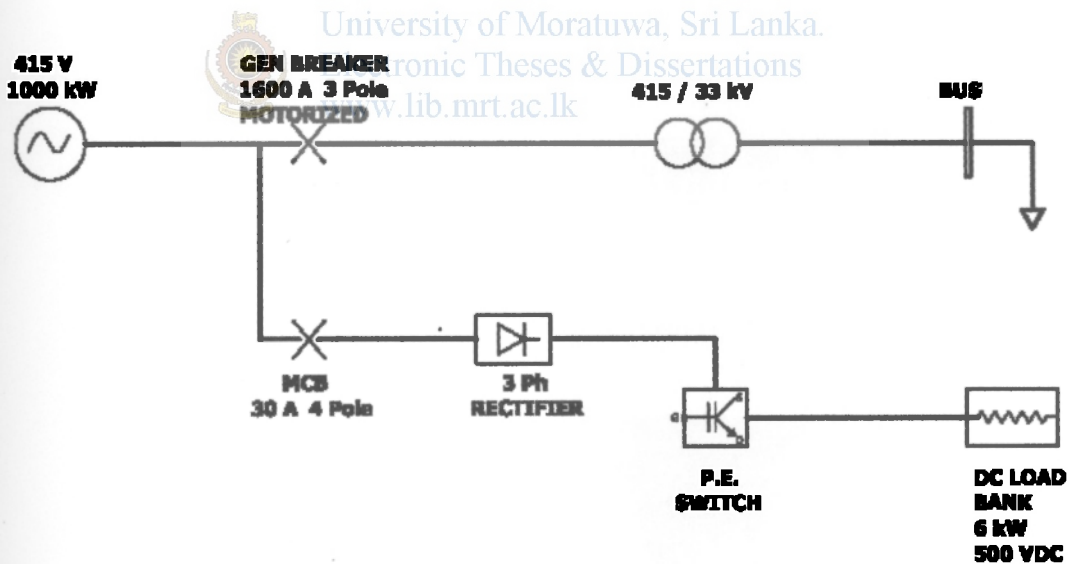 University of Moratuwa, Sri Lanka.
Electronic Theses & Dissertations
www.lib.mrt.ac.lk
415 V
1000 kW
GEN BREAKER
1600 A 3 Pole
MOTORIZED
415 / 33 kV
BUS
MCB
30 A 4 Pole
3 Ph
RECTIFIER
P.E.
SWITCH
DC LOAD
BANK
6 kW
500 VDC